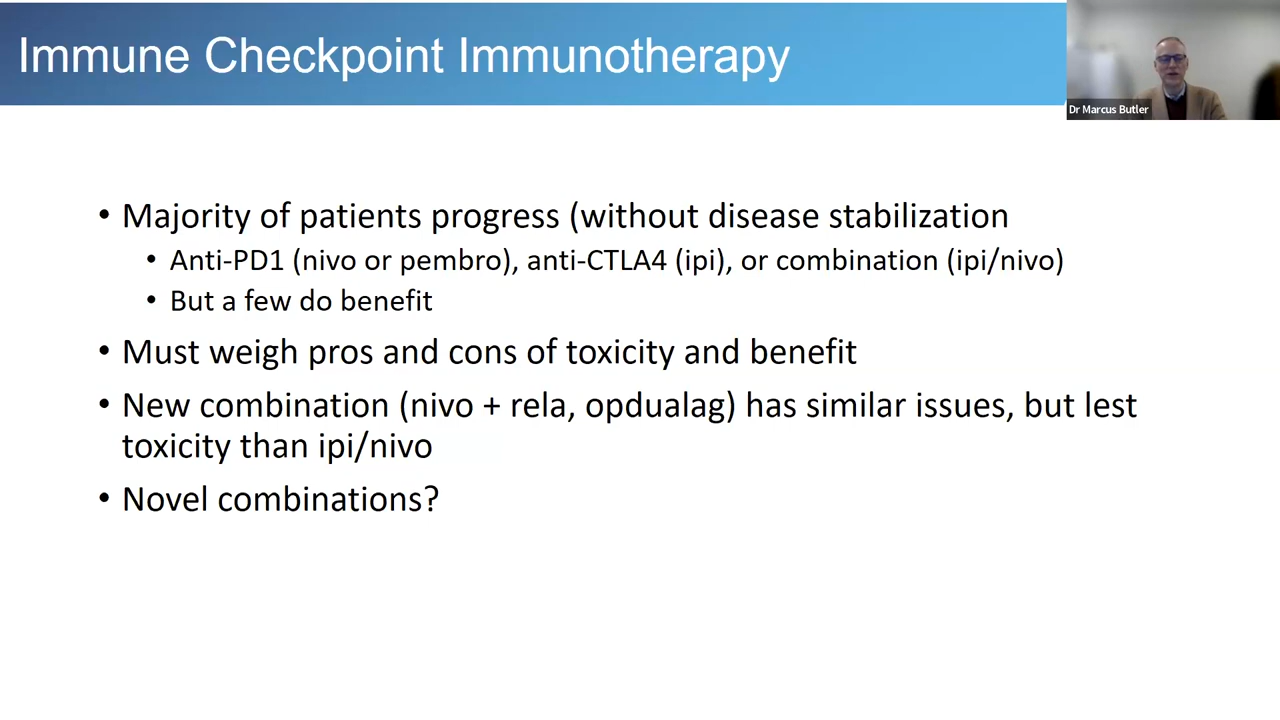 Immune Checkpoint Immunotherapy
Dr Marcus Butler
• Majority of patients progress (without disease stabilization
• Anti-PD1 (nivo or pembro), anti-CTLA4 (ipi), or combination (ipi/nivo)
• But a few do benefit
• Must weigh pros and cons of toxicity and benefit
• New combination (nivo + rela, opdualag) has similar issues, but lest
toxicity than ipi/nivo
• Novel combinations?